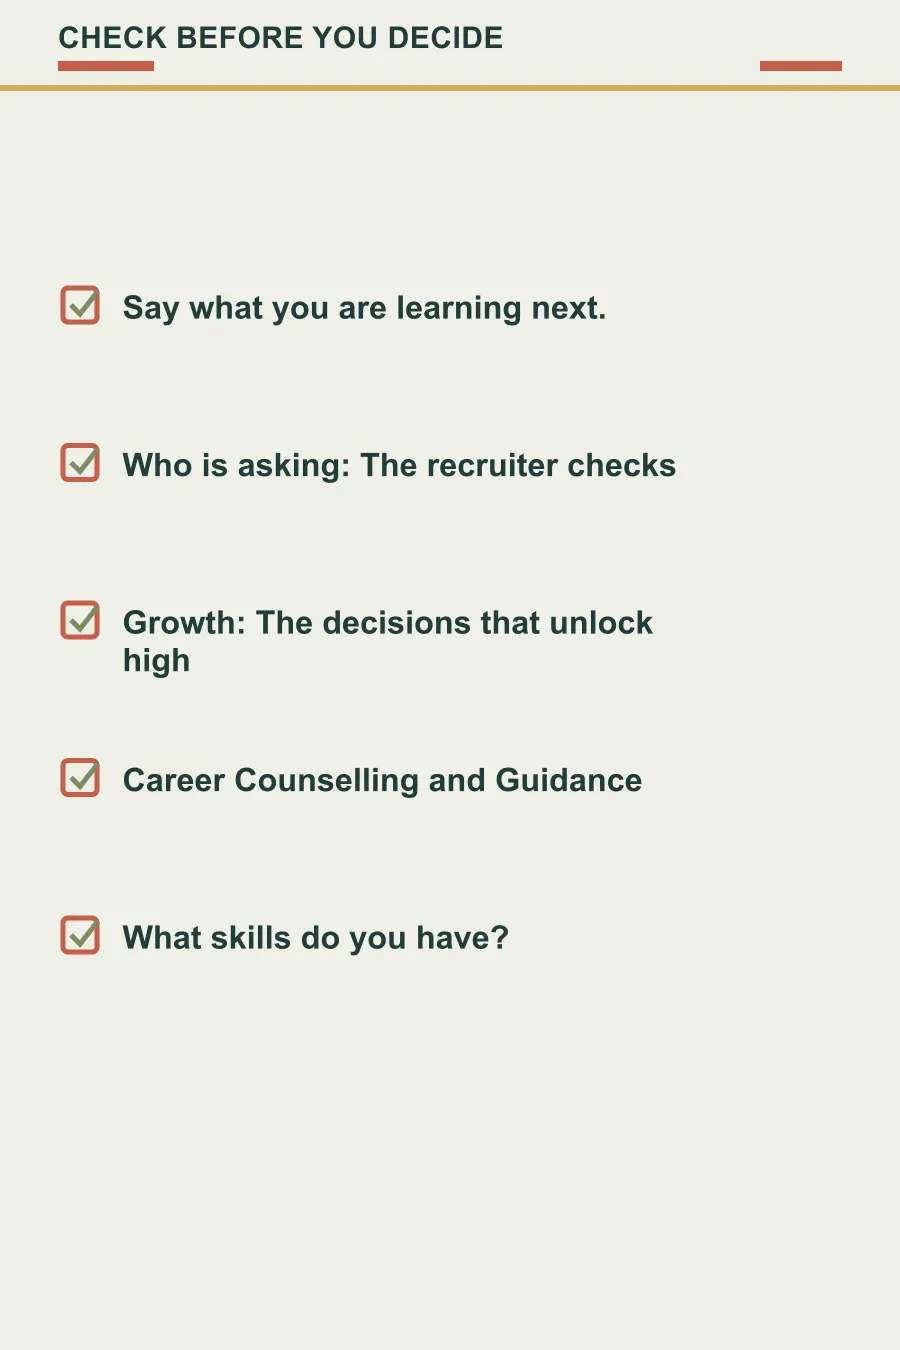 CHECK BEFORE YOU DECIDE
Say what you are learning next.
Who is asking: The recruiter checks
Growth: The decisions that unlock
high
Career Counselling and Guidance
What skills do you have?